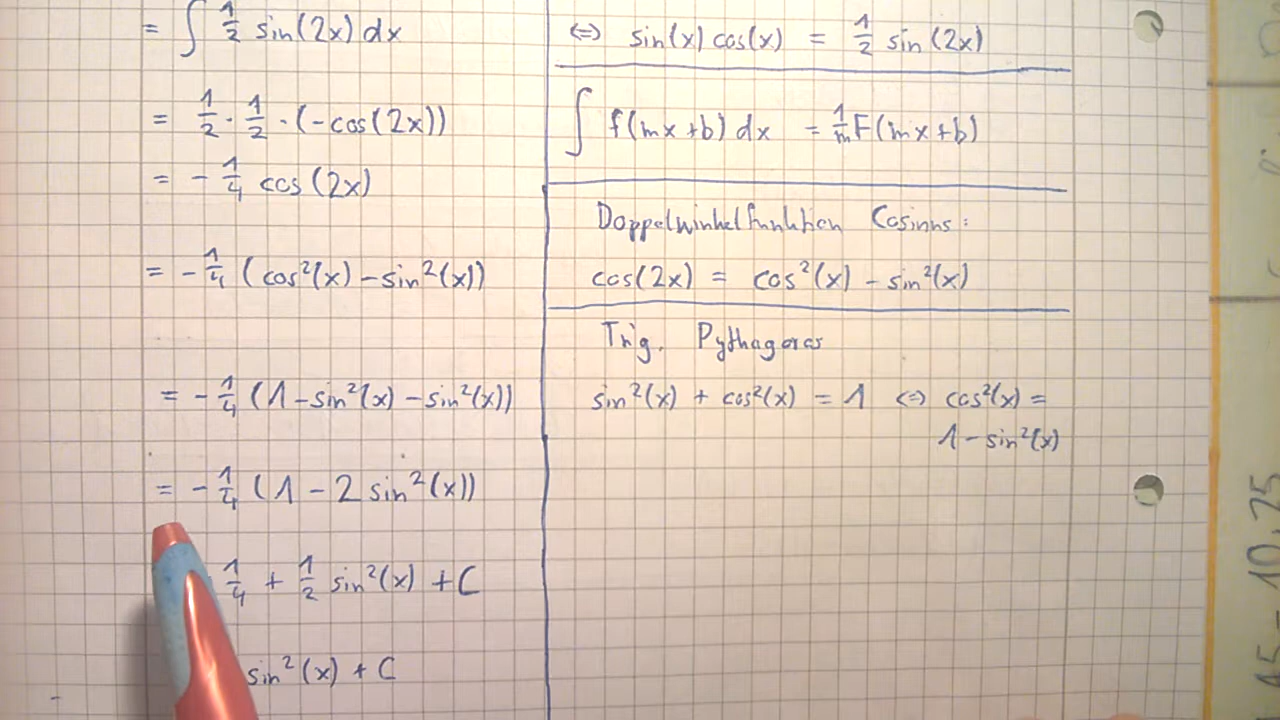 = ∫ 1/2 sin(2x) dx
= 1/2 · 1/2 · (-cos(2x))
= - 1/4 cos(2x)
= - 1/4 (cos²(x) - sin²(x))
= - 1/4 (1 - sin²(x) - sin²(x))
= - 1/4 (1 - 2 sin²(x))
1/4 + 1/2 sin²(x) + C
sin²(x) + C
⇔ sin(x) cos(x) = 1/2 sin(2x)
∫ f(mx+b) dx = 1/m F(mx+b)
Doppelwinkelfunktion Cosinus:
cos(2x) = cos²(x) - sin²(x)
Trig. Pythagoras
sin²(x) + cos²(x) = 1 ⇔ cos²(x) =
1 - sin²(x)